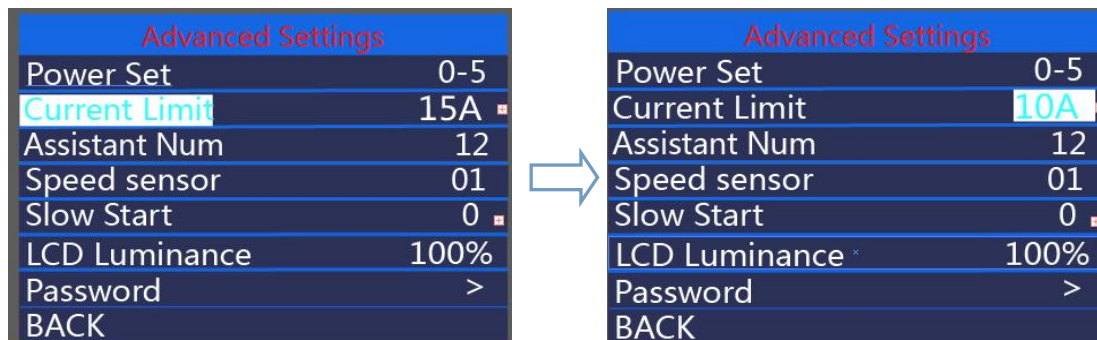 Advanced Settings
Power Set 0-5
Current Limit 15A
Assistant Num 12
Speed sensor 01
Slow Start 0
LCD Luminance 100%
Password >
BACK
Advanced Settings
Power Set 0-5
Current Limit 10A
Assistant Num 12
Speed sensor 01
Slow Start 0
LCD Luminance 100%
Password >
BACK